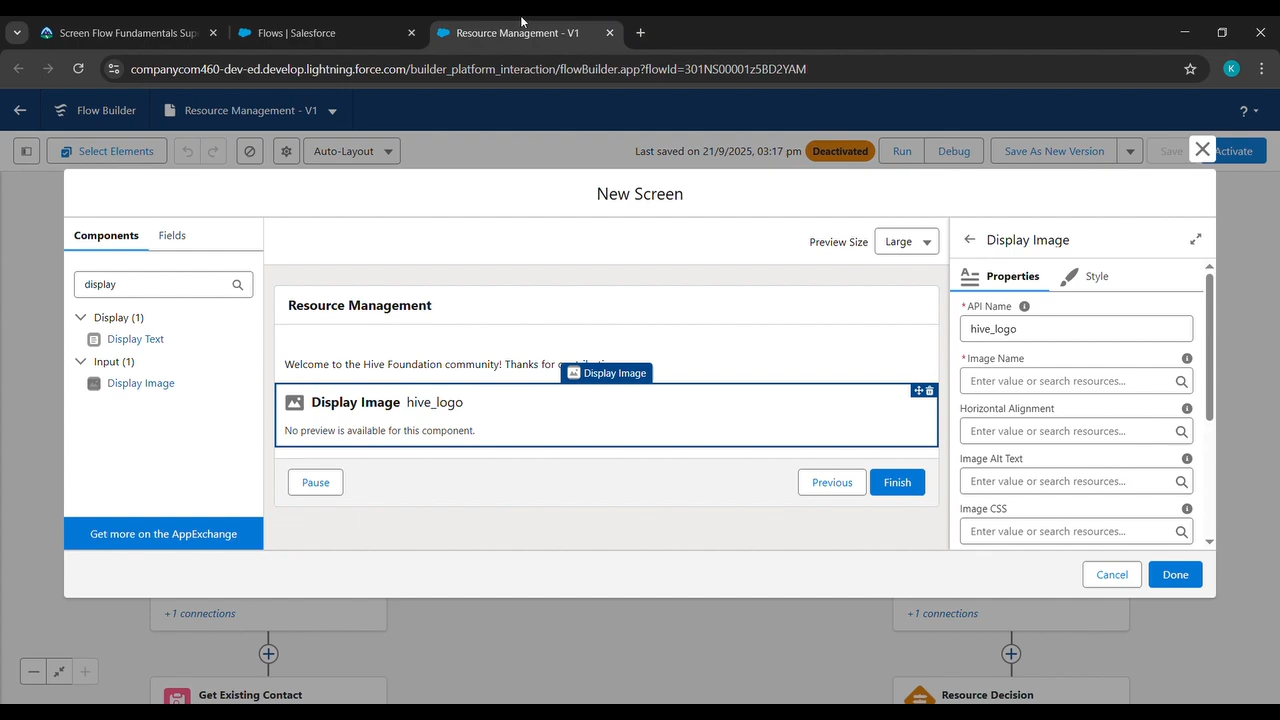 Screen Flow Fundamentals Supe
Flows | Salesforce
Resource Management - V1
companycom460-dev-ed.develop.lightning.force.com/builder_platform_interaction/flowBuilder.app?flowId=301NS00001z5BD2YAM
K
Flow Builder
Resource Management - V1
?
Select Elements
Auto-Layout
Last saved on 21/9/2025, 03:17 pm
Deactivated
Run
Debug
Save As New Version
Save
Activate
New Screen
Components
Fields
display
Display (1)
Display Text
Input (1)
Display Image
Get more on the AppExchange
Preview Size
Large
Resource Management
Welcome to the Hive Foundation community! Thanks for
Display Image
Display Image hive_logo
No preview is available for this component.
Pause
Previous
Finish
Display Image
Properties
Style
* API Name
hive_logo
* Image Name
Enter value or search resources...
Horizontal Alignment
Enter value or search resources...
Image Alt Text
Enter value or search resources...
Image CSS
Enter value or search resources...
Cancel
Done
+1 connections
+1 connections
Get Existing Contact
Resource Decision